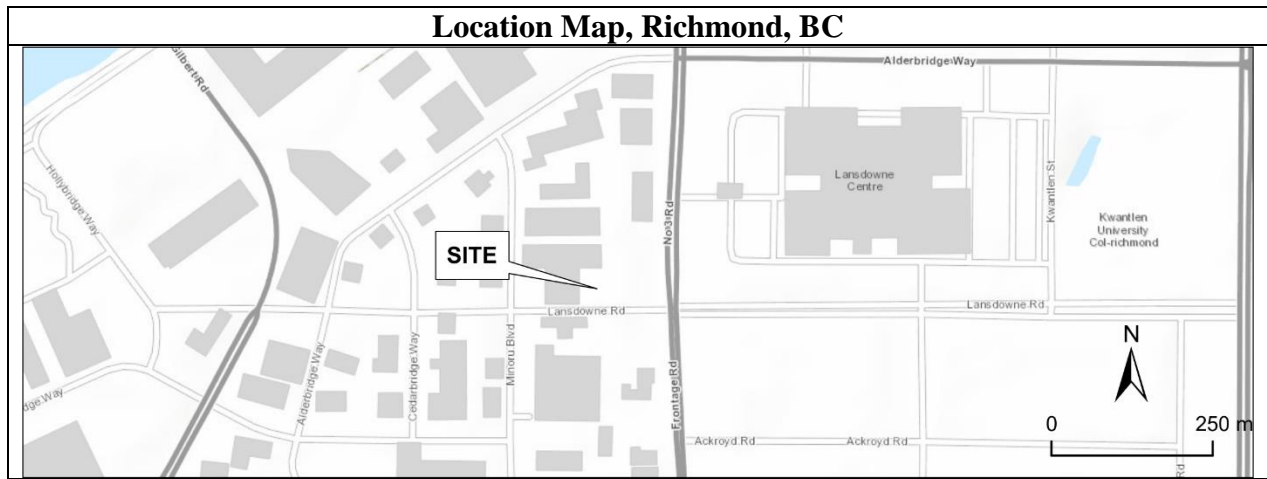 Location Map, Richmond, BC
Gilbert Rd
Alderbridge Way
Hollybridge Way
Lansdowne
Centre
Kwantlen St
Kwantlen
University
Col-richmond
No 3 Rd
SITE
Lansdowne Rd
Lansdowne Rd
Minoru Blvd
Cedarbridge Way
Alderbridge Way
Frontage Rd
dge Way
N
0 250 m
Ackroyd Rd
Ackroyd Rd
Rd